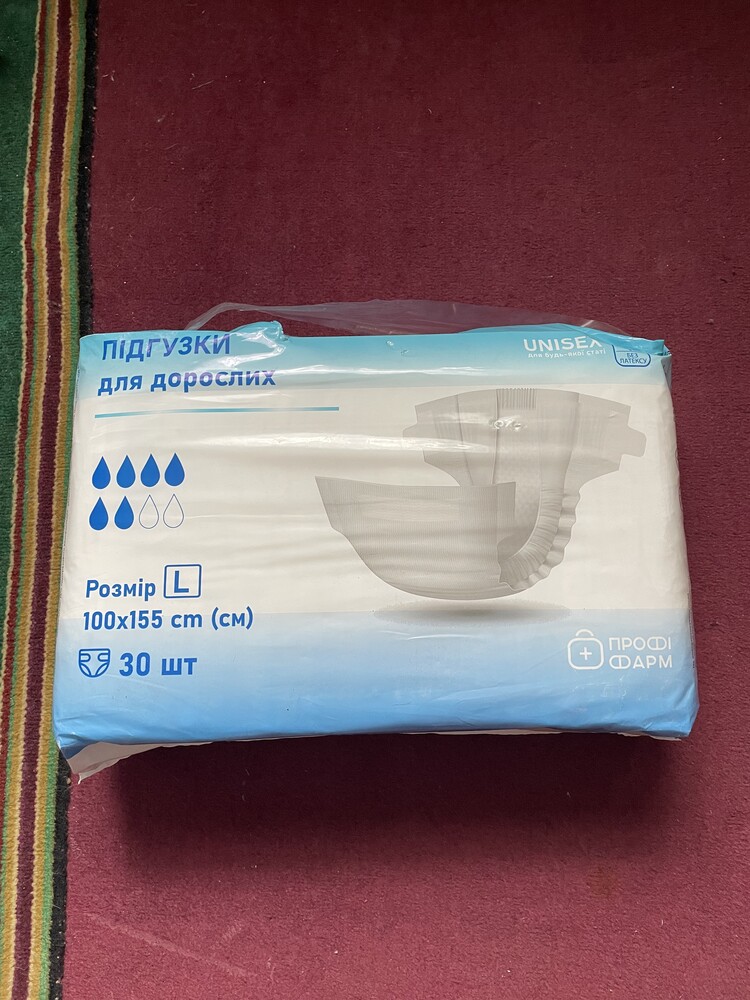 ПІДГУЗКИ
для дорослих
UNISEX
для будь-якої статі
БЕЗ
ЛАТЕКСУ
Розмір L
100x155 cm (см)
30 шт
ПРОФІ
ФАРМ